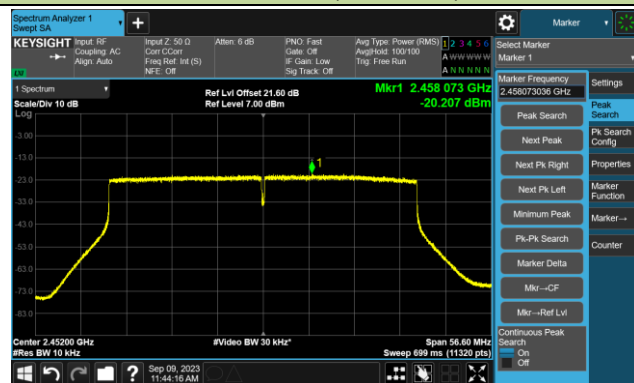 Spectrum Analyzer 1
Swept SA
Marker
KEYSIGHT
Input: RF
Coupling: AC
Align: Auto
Input Z: 50 Ω
Corr CCorr
Freq Ref: Int (S)
NFE: Off
Atten: 6 dB
PNO: Fast
Gate: Off
IF Gain: Low
Sig Track: Off
Avg Type: Power (RMS)
Avg|Hold: 100/100
Trig: Free Run
1 2 3 4 5 6
A W W W W W
A N N N N N
Select Marker
Marker 1
LXI
1 Spectrum
Scale/Div 10 dB
Log
Ref Lvl Offset 21.60 dB
Ref Level 7.00 dBm
Mkr1 2.458 073 GHz
-20.207 dBm
-3.00
-13.0
-23.0
-33.0
-43.0
-53.0
-63.0
-73.0
-83.0
1
Center 2.45200 GHz
#Res BW 10 kHz
#Video BW 30 kHz*
Span 56.60 MHz
Sweep 699 ms (11320 pts)
Marker Frequency
2.458073036 GHz
Peak Search
Next Peak
Next Pk Right
Next Pk Left
Minimum Peak
Pk-Pk Search
Marker Delta
Mkr→CF
Mkr→Ref Lvl
Continuous Peak
Search
On
Off
Settings
Peak
Search
Pk Search
Config
Properties
Marker
Function
Marker→
Counter
Sep 09, 2023
11:44:16 AM